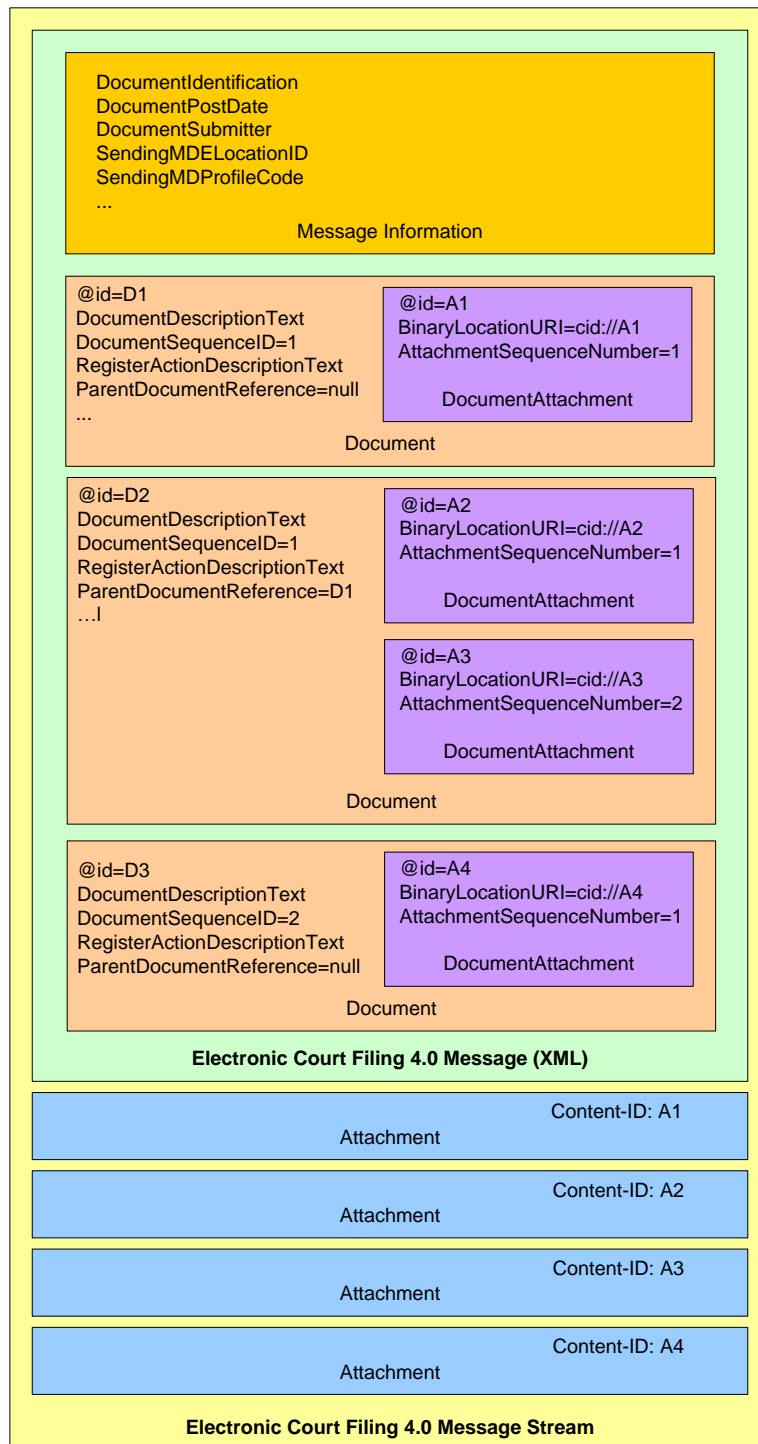 DocumentIdentification
DocumentPostDate
DocumentSubmitter
SendingMDELocationID
SendingMDProfileCode
...
Message Information
@id=D1
DocumentDescriptionText
DocumentSequenceID=1
RegisterActionDescriptionText
ParentDocumentReference=null
...
@id=A1
BinaryLocationURI=cid://A1
AttachmentSequenceNumber=1
DocumentAttachment
Document
@id=D2
DocumentDescriptionText
DocumentSequenceID=1
RegisterActionDescriptionText
ParentDocumentReference=D1
…l
@id=A2
BinaryLocationURI=cid://A2
AttachmentSequenceNumber=1
DocumentAttachment
@id=A3
BinaryLocationURI=cid://A3
AttachmentSequenceNumber=2
DocumentAttachment
Document
@id=D3
DocumentDescriptionText
DocumentSequenceID=2
RegisterActionDescriptionText
ParentDocumentReference=null
@id=A4
BinaryLocationURI=cid://A4
AttachmentSequenceNumber=1
DocumentAttachment
Document
Electronic Court Filing 4.0 Message (XML)
Content-ID: A1
Attachment
Content-ID: A2
Attachment
Content-ID: A3
Attachment
Content-ID: A4
Attachment
Electronic Court Filing 4.0 Message Stream